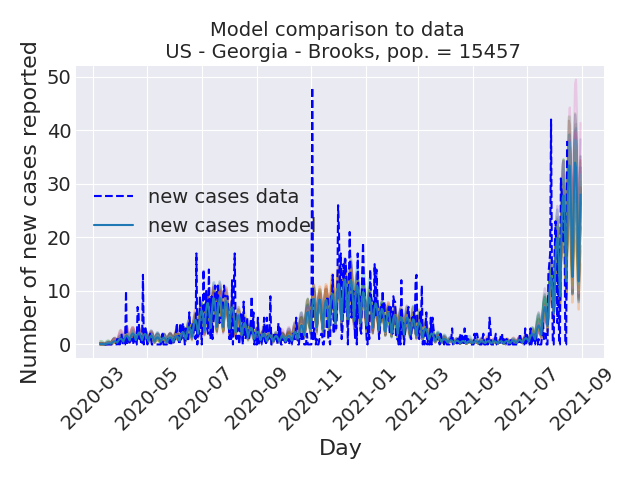 Model comparison to data
US - Georgia - Brooks, pop. = 15457
Number of new cases reported
50
40
30
20
10
0
new cases data
new cases model
2020-03
2020-05
2020-07
2020-09
2020-11
2021-01
2021-03
2021-05
2021-07
2021-09
Day